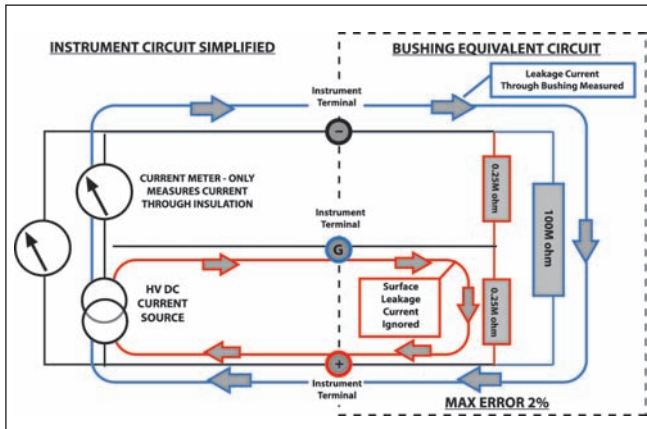 INSTRUMENT CIRCUIT SIMPLIFIED
BUSHING EQUIVALENT CIRCUIT
Instrument
Terminal
Leakage Current
Through Bushing Measured
−
CURRENT METER - ONLY
MEASURES CURRENT
THROUGH INSULATION
0.25M ohm
100M ohm
Instrument
Terminal
G
HV DC
CURRENT
SOURCE
Surface
Leakage
Current
Ignored
0.25M ohm
+
Instrument
Terminal
MAX ERROR 2%